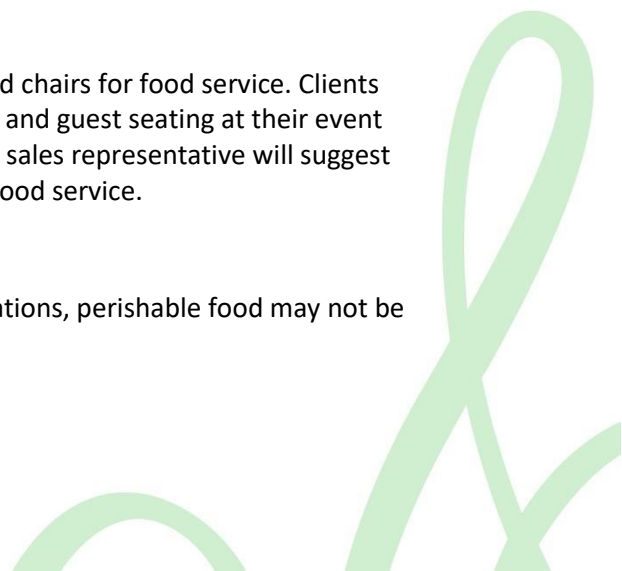 d chairs for food service. Clients
and guest seating at their event
sales representative will suggest
ood service.
ations, perishable food may not be